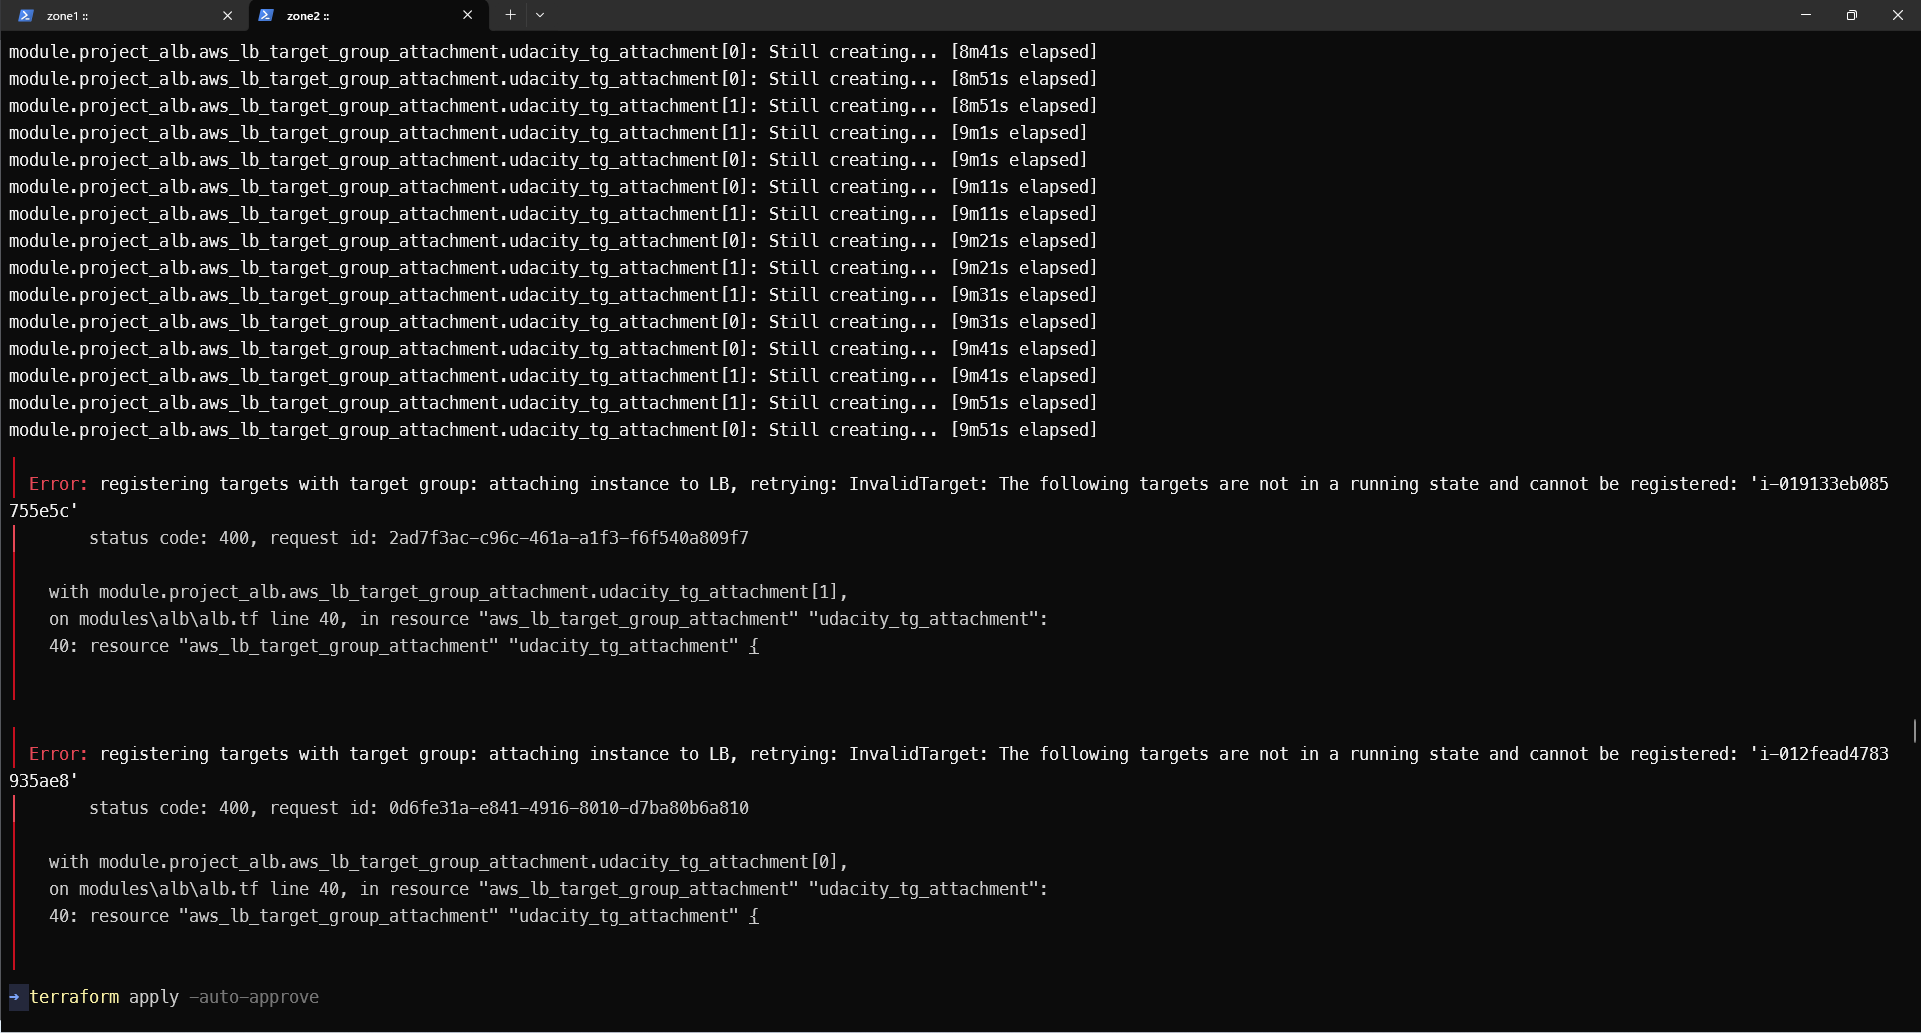 zone1 ::
zone2 ::
module.project_alb.aws_lb_target_group_attachment.udacity_tg_attachment[0]: Still creating... [8m41s elapsed]
module.project_alb.aws_lb_target_group_attachment.udacity_tg_attachment[0]: Still creating... [8m51s elapsed]
module.project_alb.aws_lb_target_group_attachment.udacity_tg_attachment[1]: Still creating... [8m51s elapsed]
module.project_alb.aws_lb_target_group_attachment.udacity_tg_attachment[1]: Still creating... [9m1s elapsed]
module.project_alb.aws_lb_target_group_attachment.udacity_tg_attachment[0]: Still creating... [9m1s elapsed]
module.project_alb.aws_lb_target_group_attachment.udacity_tg_attachment[0]: Still creating... [9m11s elapsed]
module.project_alb.aws_lb_target_group_attachment.udacity_tg_attachment[1]: Still creating... [9m11s elapsed]
module.project_alb.aws_lb_target_group_attachment.udacity_tg_attachment[0]: Still creating... [9m21s elapsed]
module.project_alb.aws_lb_target_group_attachment.udacity_tg_attachment[1]: Still creating... [9m21s elapsed]
module.project_alb.aws_lb_target_group_attachment.udacity_tg_attachment[1]: Still creating... [9m31s elapsed]
module.project_alb.aws_lb_target_group_attachment.udacity_tg_attachment[0]: Still creating... [9m31s elapsed]
module.project_alb.aws_lb_target_group_attachment.udacity_tg_attachment[0]: Still creating... [9m41s elapsed]
module.project_alb.aws_lb_target_group_attachment.udacity_tg_attachment[1]: Still creating... [9m41s elapsed]
module.project_alb.aws_lb_target_group_attachment.udacity_tg_attachment[1]: Still creating... [9m51s elapsed]
module.project_alb.aws_lb_target_group_attachment.udacity_tg_attachment[0]: Still creating... [9m51s elapsed]
Error: registering targets with target group: attaching instance to LB, retrying: InvalidTarget: The following targets are not in a running state and cannot be registered: 'i-019133eb085
755e5c'
status code: 400, request id: 2ad7f3ac-c96c-461a-a1f3-f6f540a809f7
with module.project_alb.aws_lb_target_group_attachment.udacity_tg_attachment[1],
on modules\alb\alb.tf line 40, in resource "aws_lb_target_group_attachment" "udacity_tg_attachment":
40: resource "aws_lb_target_group_attachment" "udacity_tg_attachment" {
Error: registering targets with target group: attaching instance to LB, retrying: InvalidTarget: The following targets are not in a running state and cannot be registered: 'i-012fead4783
935ae8'
status code: 400, request id: 0d6fe31a-e841-4916-8010-d7ba80b6a810
with module.project_alb.aws_lb_target_group_attachment.udacity_tg_attachment[0],
on modules\alb\alb.tf line 40, in resource "aws_lb_target_group_attachment" "udacity_tg_attachment":
40: resource "aws_lb_target_group_attachment" "udacity_tg_attachment" {
→ terraform apply -auto-approve